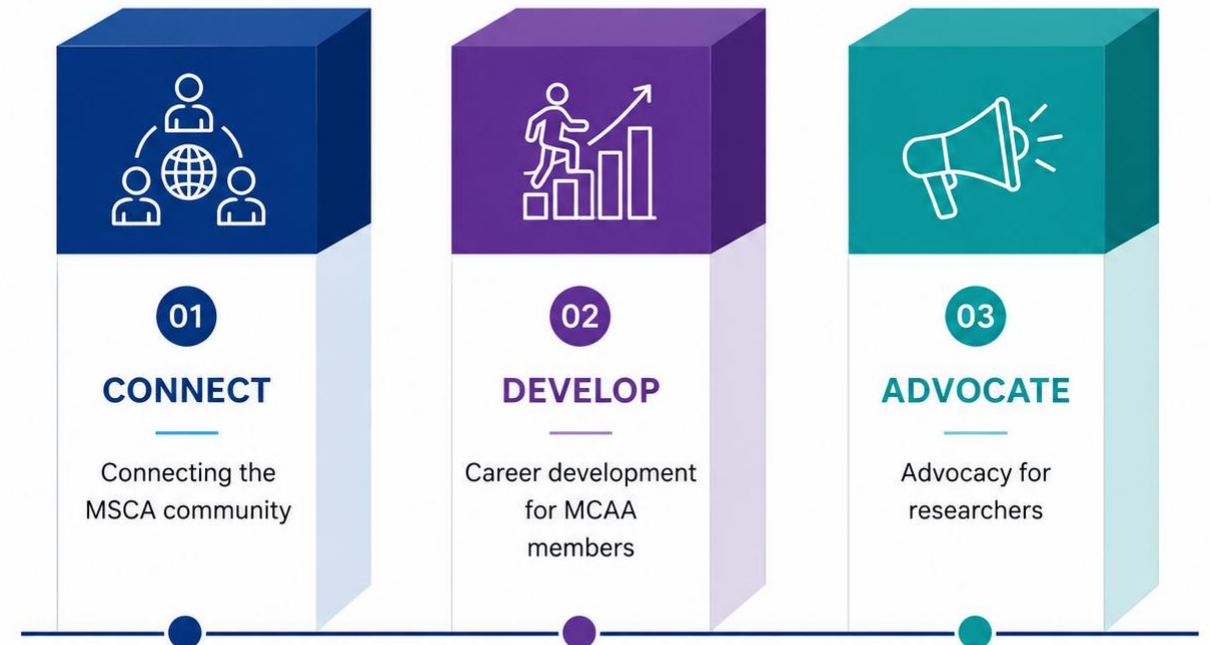 01
CONNECT
Connecting the
MSCA community
02
DEVELOP
Career development
for MCAA
members
03
ADVOCATE
Advocacy for
researchers